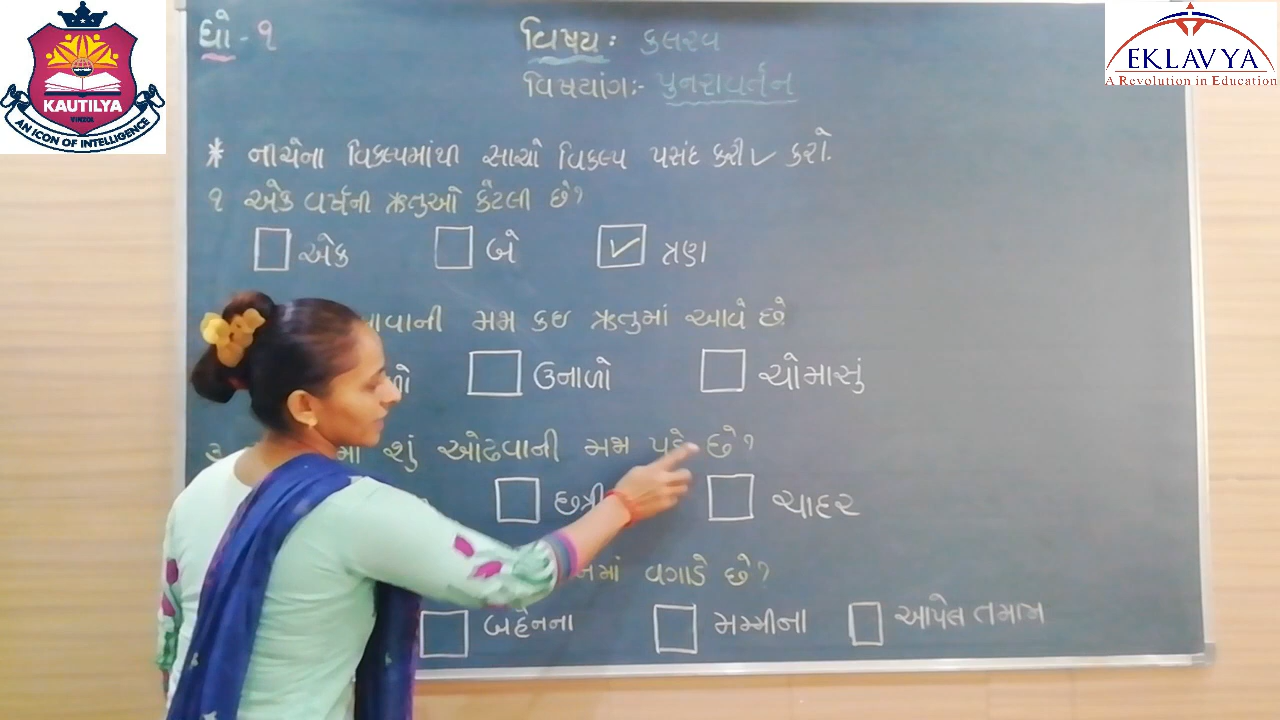 KAUTILYA
VINZOL
AN ICON OF INTELLIGENCE
EKLAVYA
A Revolution in Education
ધો - ૧
વિષય: કલરવ
વિષયાંગ:- પુનરાવર્તન
* નીચેના વિકલ્પમાંથી સાચો વિકલ્પ પસંદ કરી ✓ કરો.
૧ એક વર્ષની ઋતુઓ કેટલી છે?
એક બે ✓ ત્રણ
વાની મજા કઇ ઋતુમાં આવે છે
ળો ઉનાળો ચોમાસું
૩ માં શું ઓઢવાની મજા પડે છે?
છત્રી ચાદર
માં વગાડે છે?
બહેનના મમ્મીના આપેલ તમામ